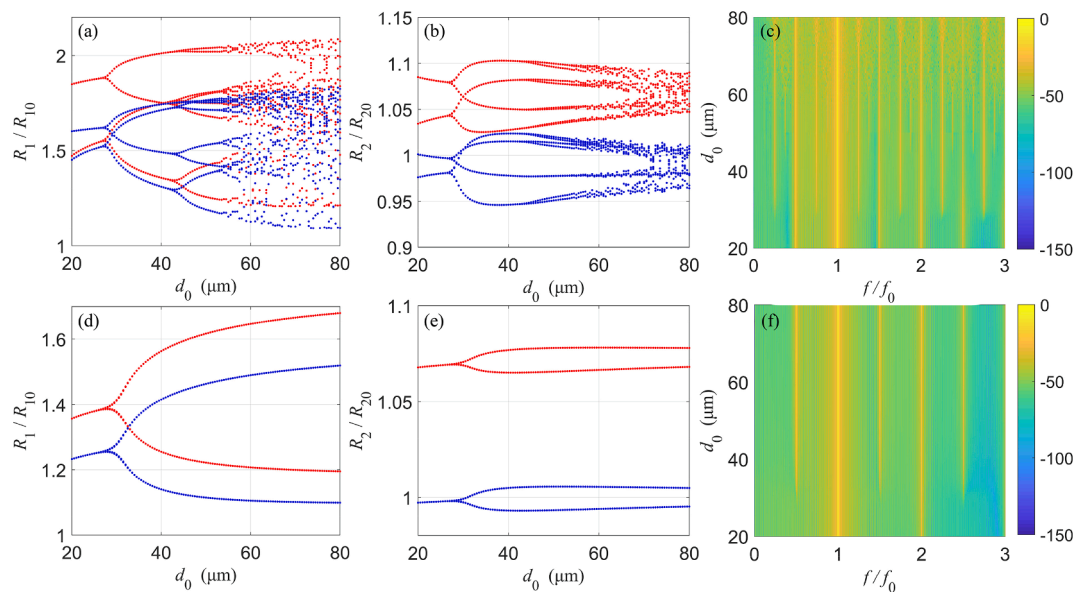 (a)
2
1.5
1
R₁ / R₁₀
20 40 60 80
d₀ (μm)
(b)
1.15
1.1
1.05
1
0.95
0.9
R₂ / R₂₀
20 40 60 80
d₀ (μm)
(c)
80
60
40
20
d₀ (μm)
0 1 2 3
f/f₀
0
-50
-100
-150
(d)
1.6
1.4
1.2
1
R₁ / R₁₀
20 40 60 80
d₀ (μm)
(e)
1.1
1.05
1
R₂ / R₂₀
20 40 60 80
d₀ (μm)
(f)
80
60
40
20
d₀ (μm)
0 1 2 3
f/f₀
0
-50
-100
-150